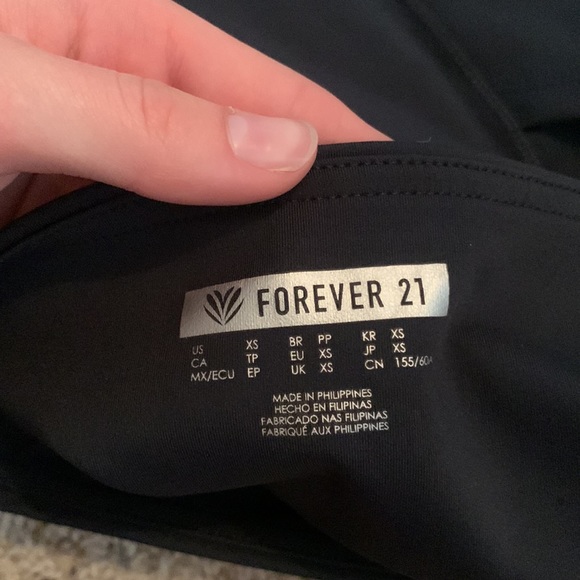 FOREVER 21
US XS BR PP KR XS
CA TP EU XS JP XS
MX/ECU EP UK XS CN 155/60A
MADE IN PHILIPPINES
HECHO EN FILIPINAS
FABRICADO NAS FILIPINAS
FABRIQUÉ AUX PHILIPPINES